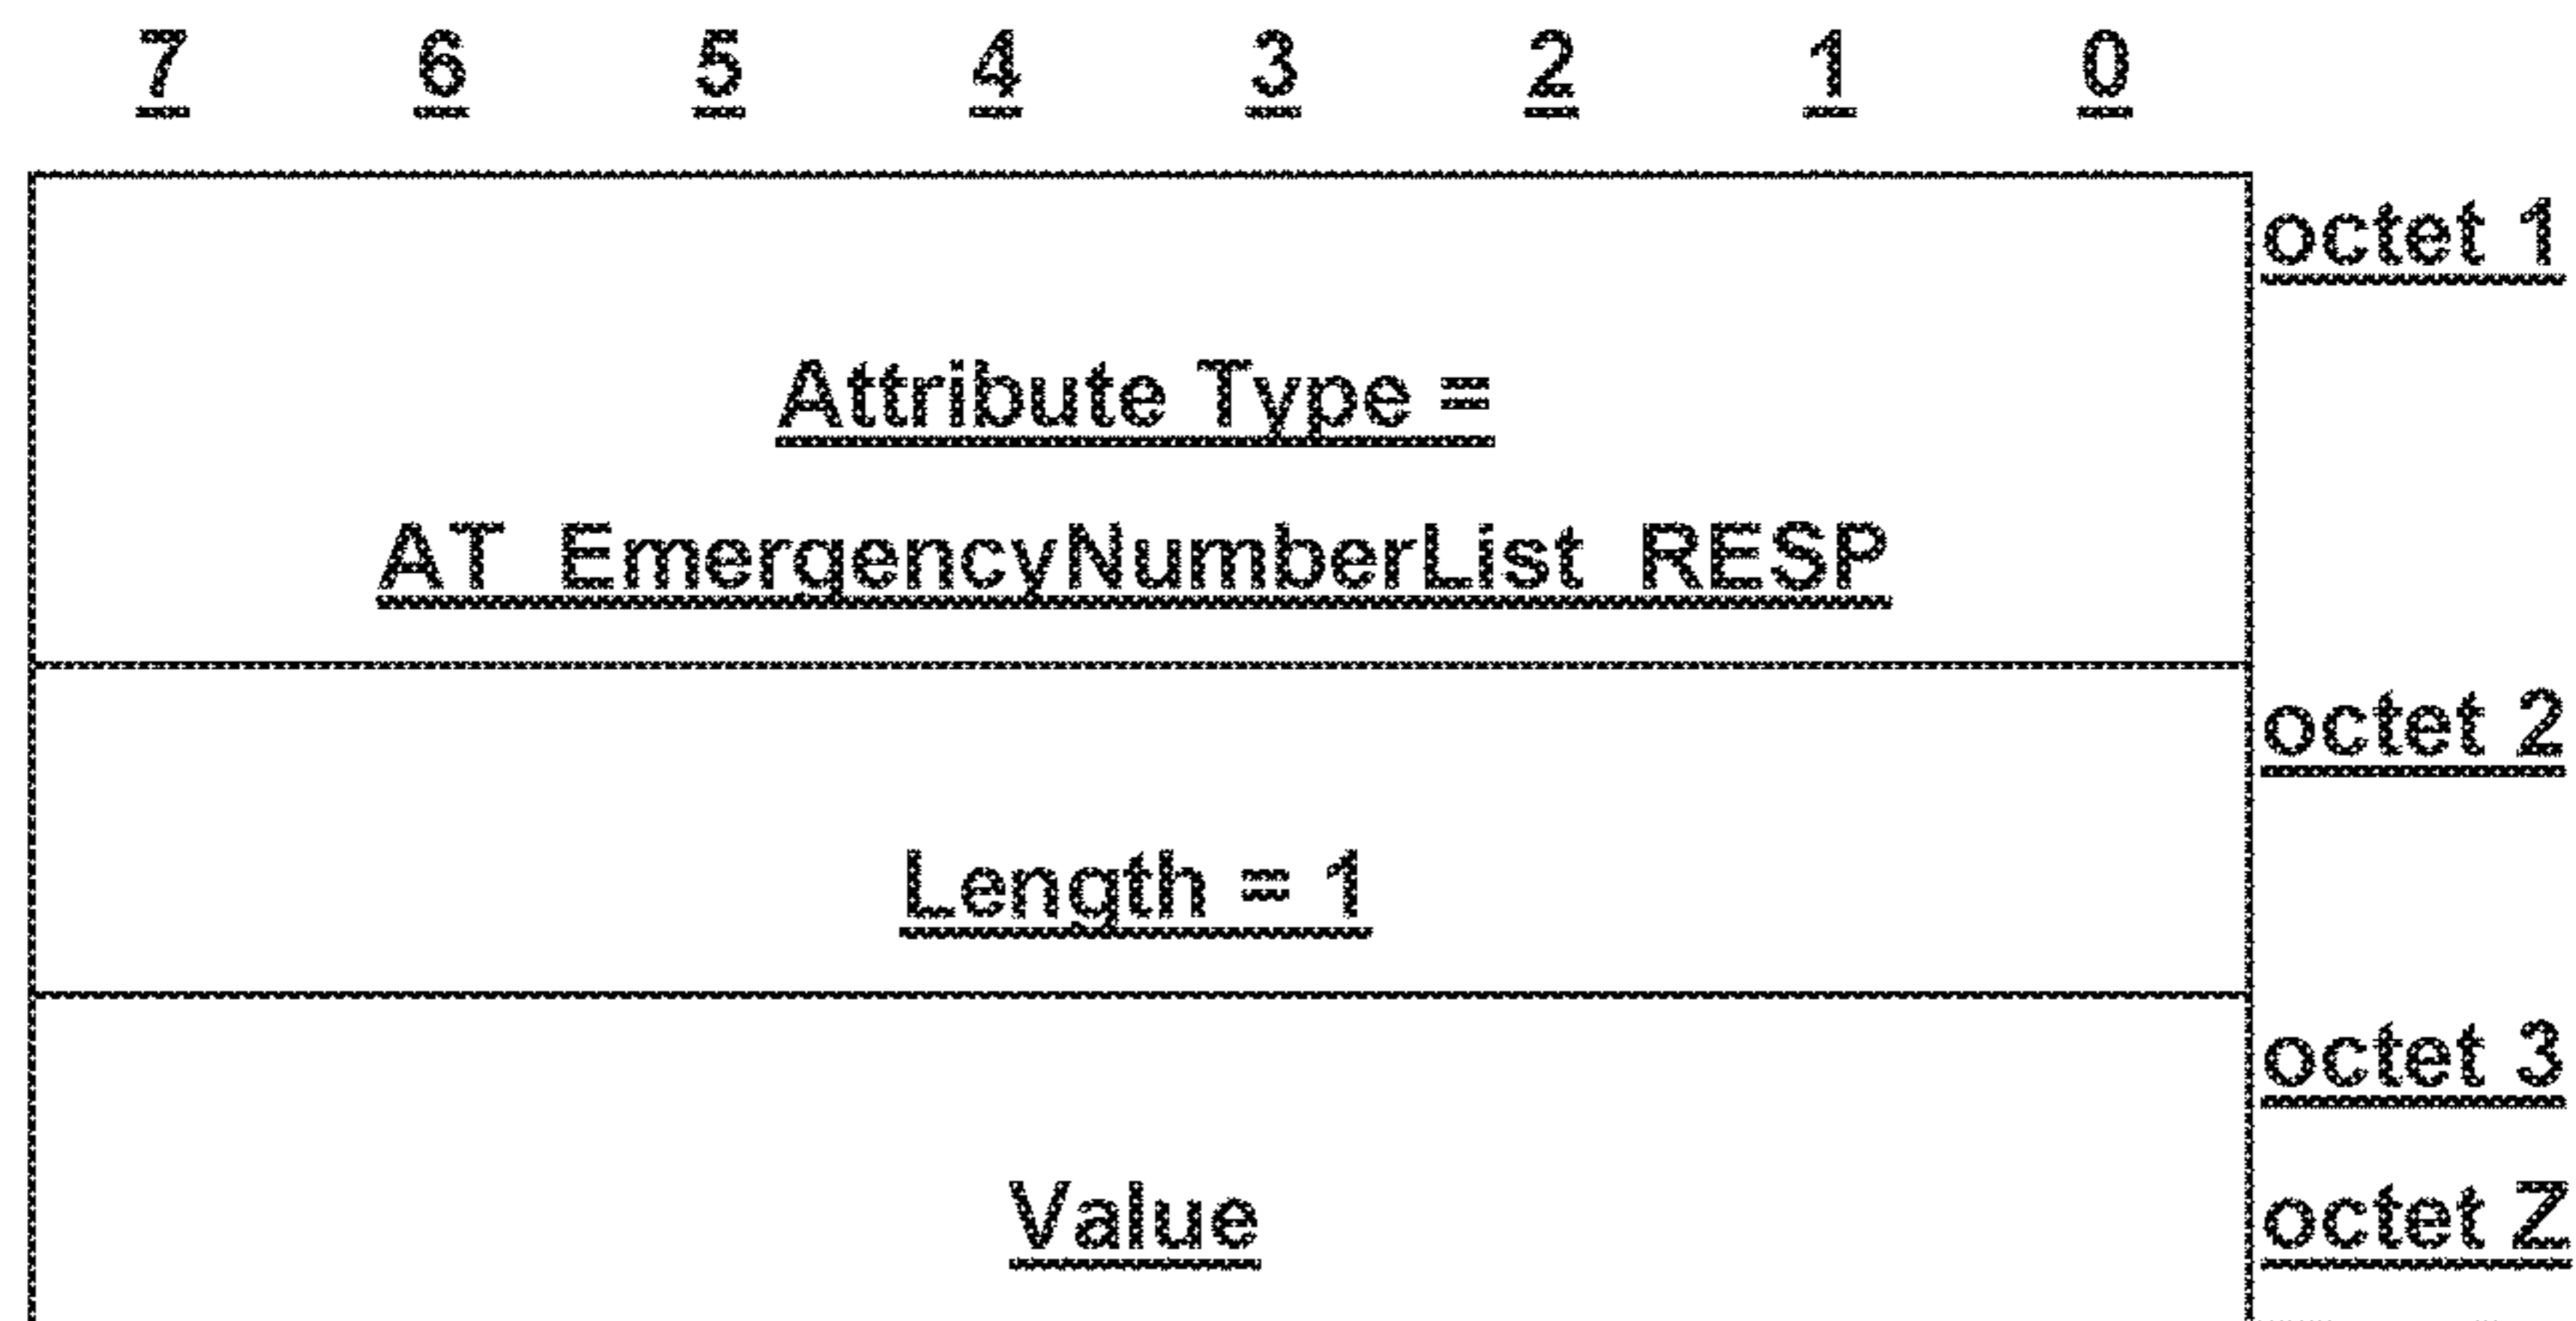 7 6 5 4 3 2 1 0
octet 1
Attribute Type =
AT_EmergencyNumberList_RESP
octet 2
Length = 1
octet 3
Value octet Z